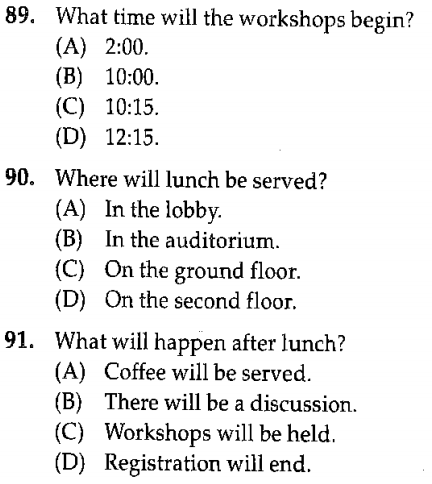 89. What time will the workshops begin?
(A) 2:00.
(B) 10:00.
(C) 10:15.
(D) 12:15.
90. Where will lunch be served?
(A) In the lobby.
(B) In the auditorium.
(C) On the ground floor.
(D) On the second floor.
91. What will happen after lunch?
(A) Coffee will be served.
(B) There will be a discussion.
(C) Workshops will be held.
(D) Registration will end.